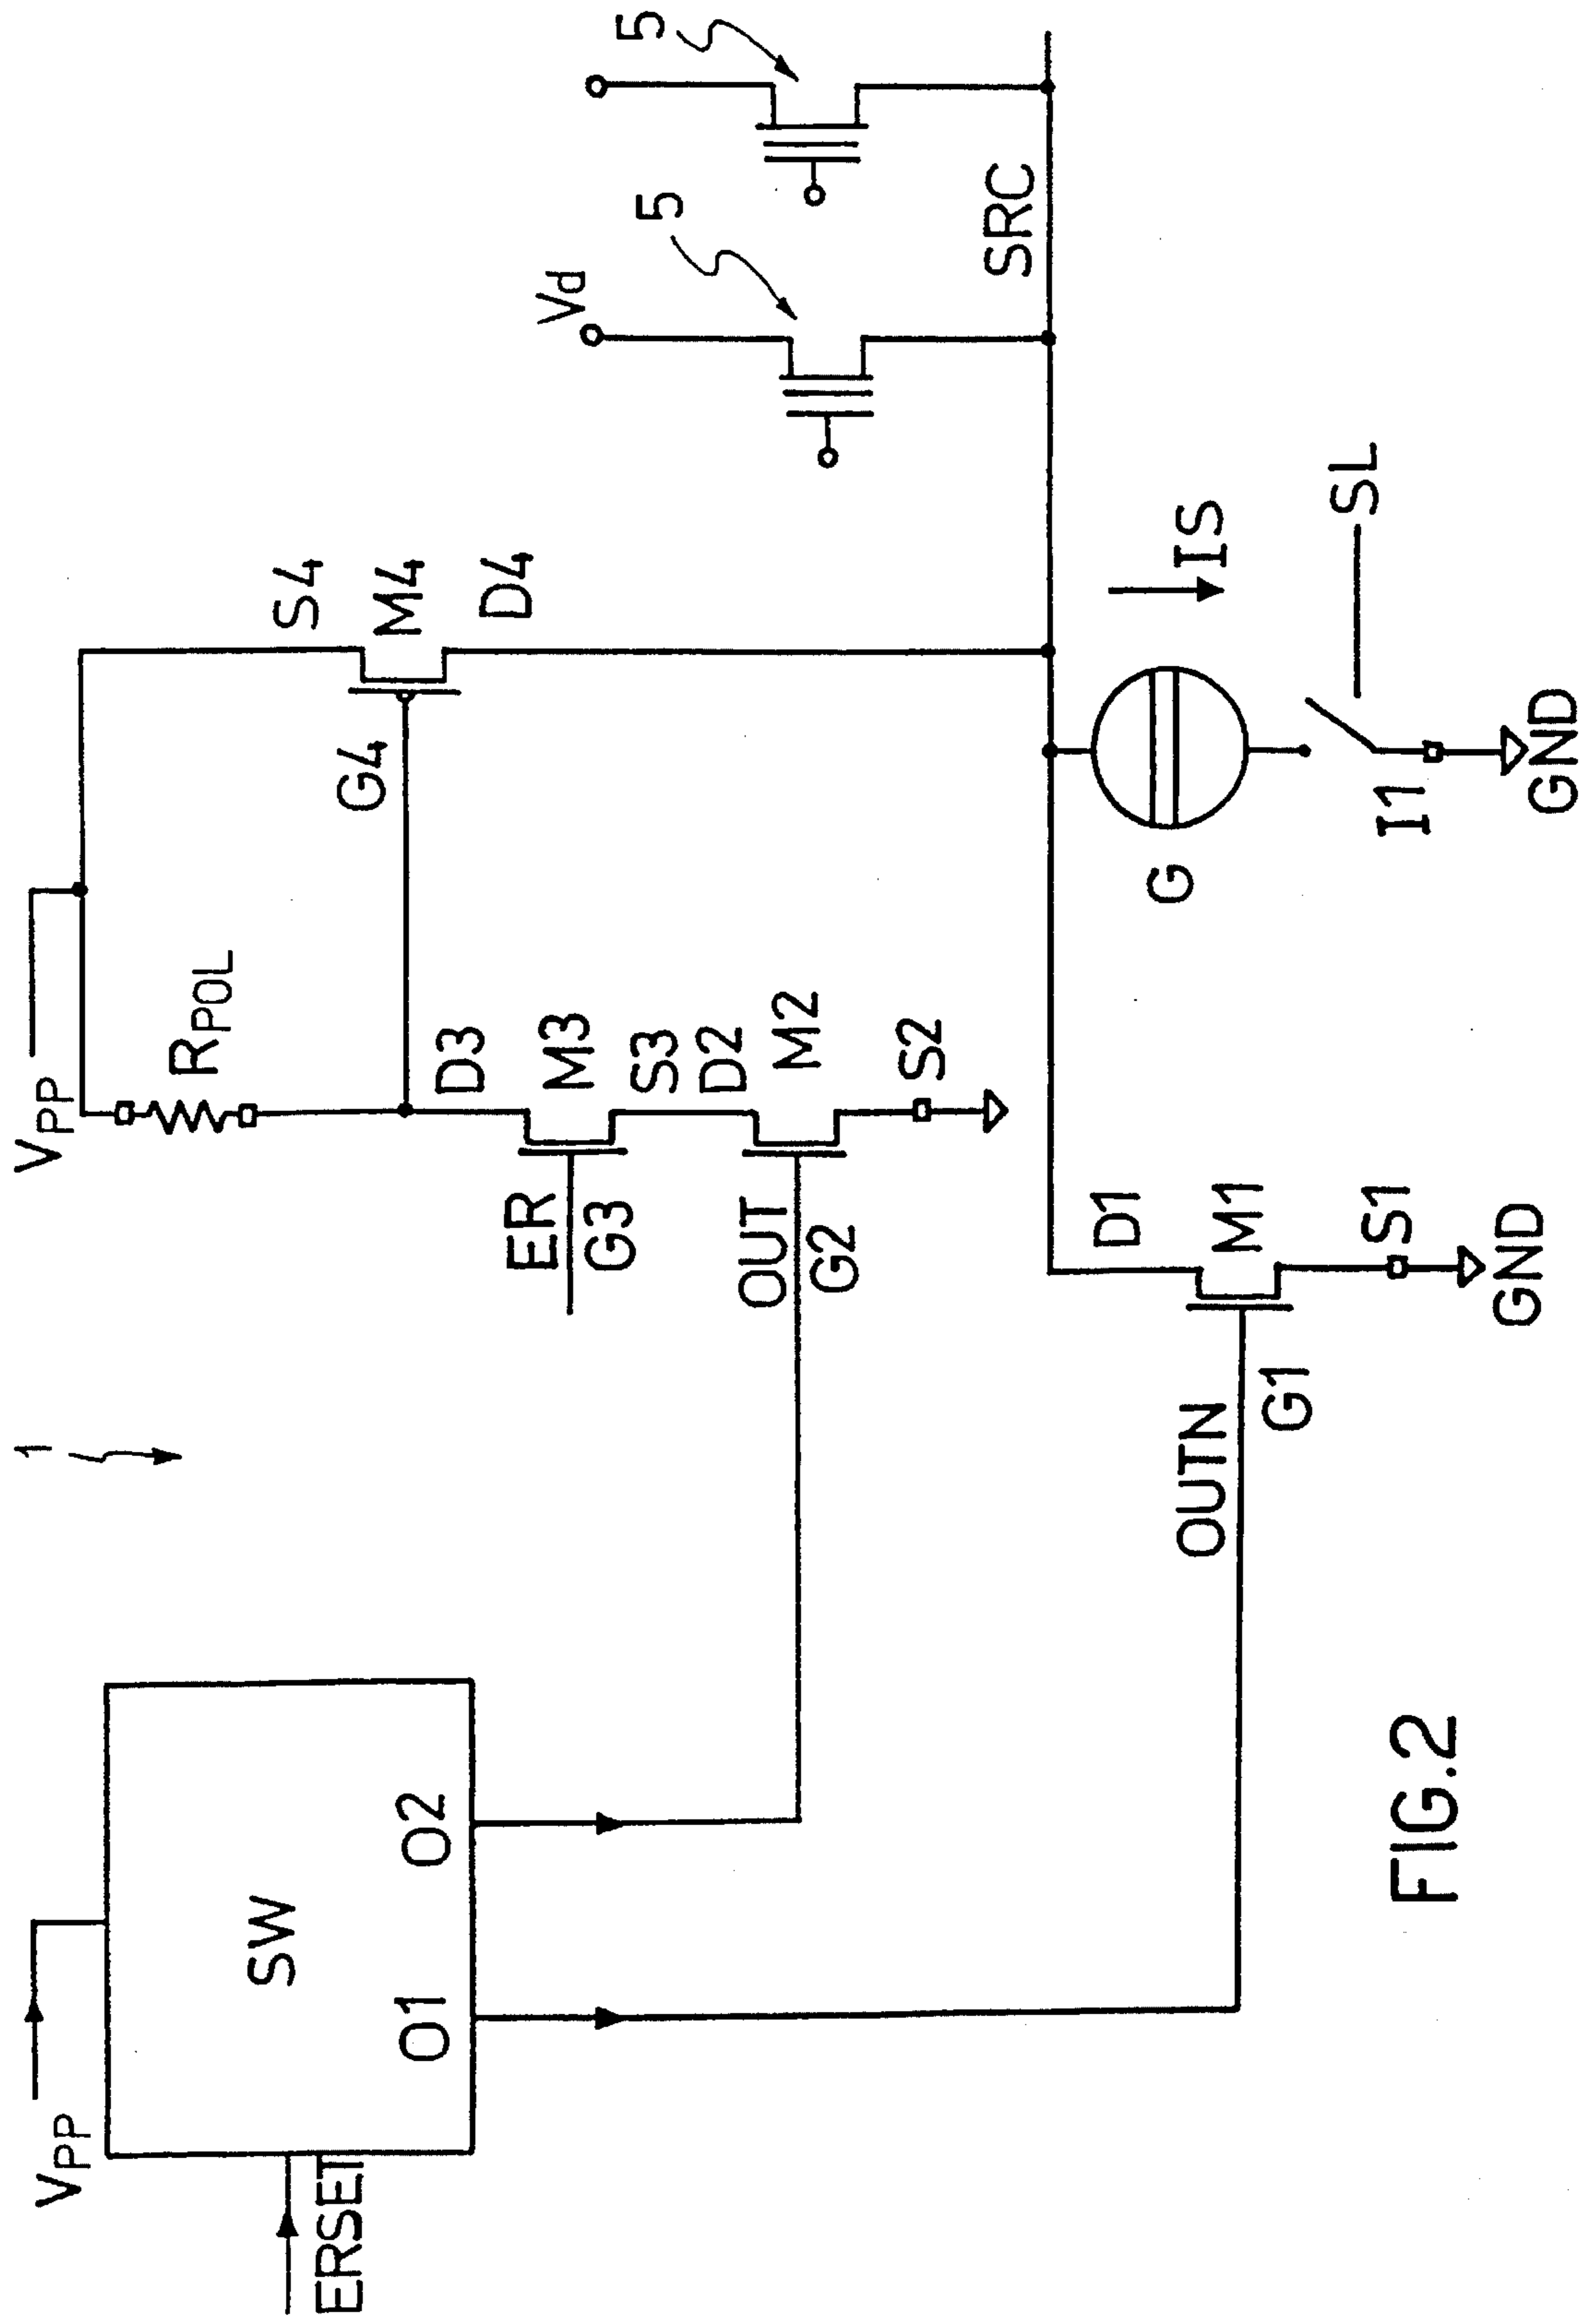 1
VPP
VPP
ERSET
SW
O1
O2
RPOL
S4
M4
D4
G4
D3
M3
S3
D2
M2
S2
ER
G3
OUT
G2
OUTN
G1
D1
M1
S1
GND
Vd
5
5
SRC
G
IS
SL
I1
GND
FIG.2